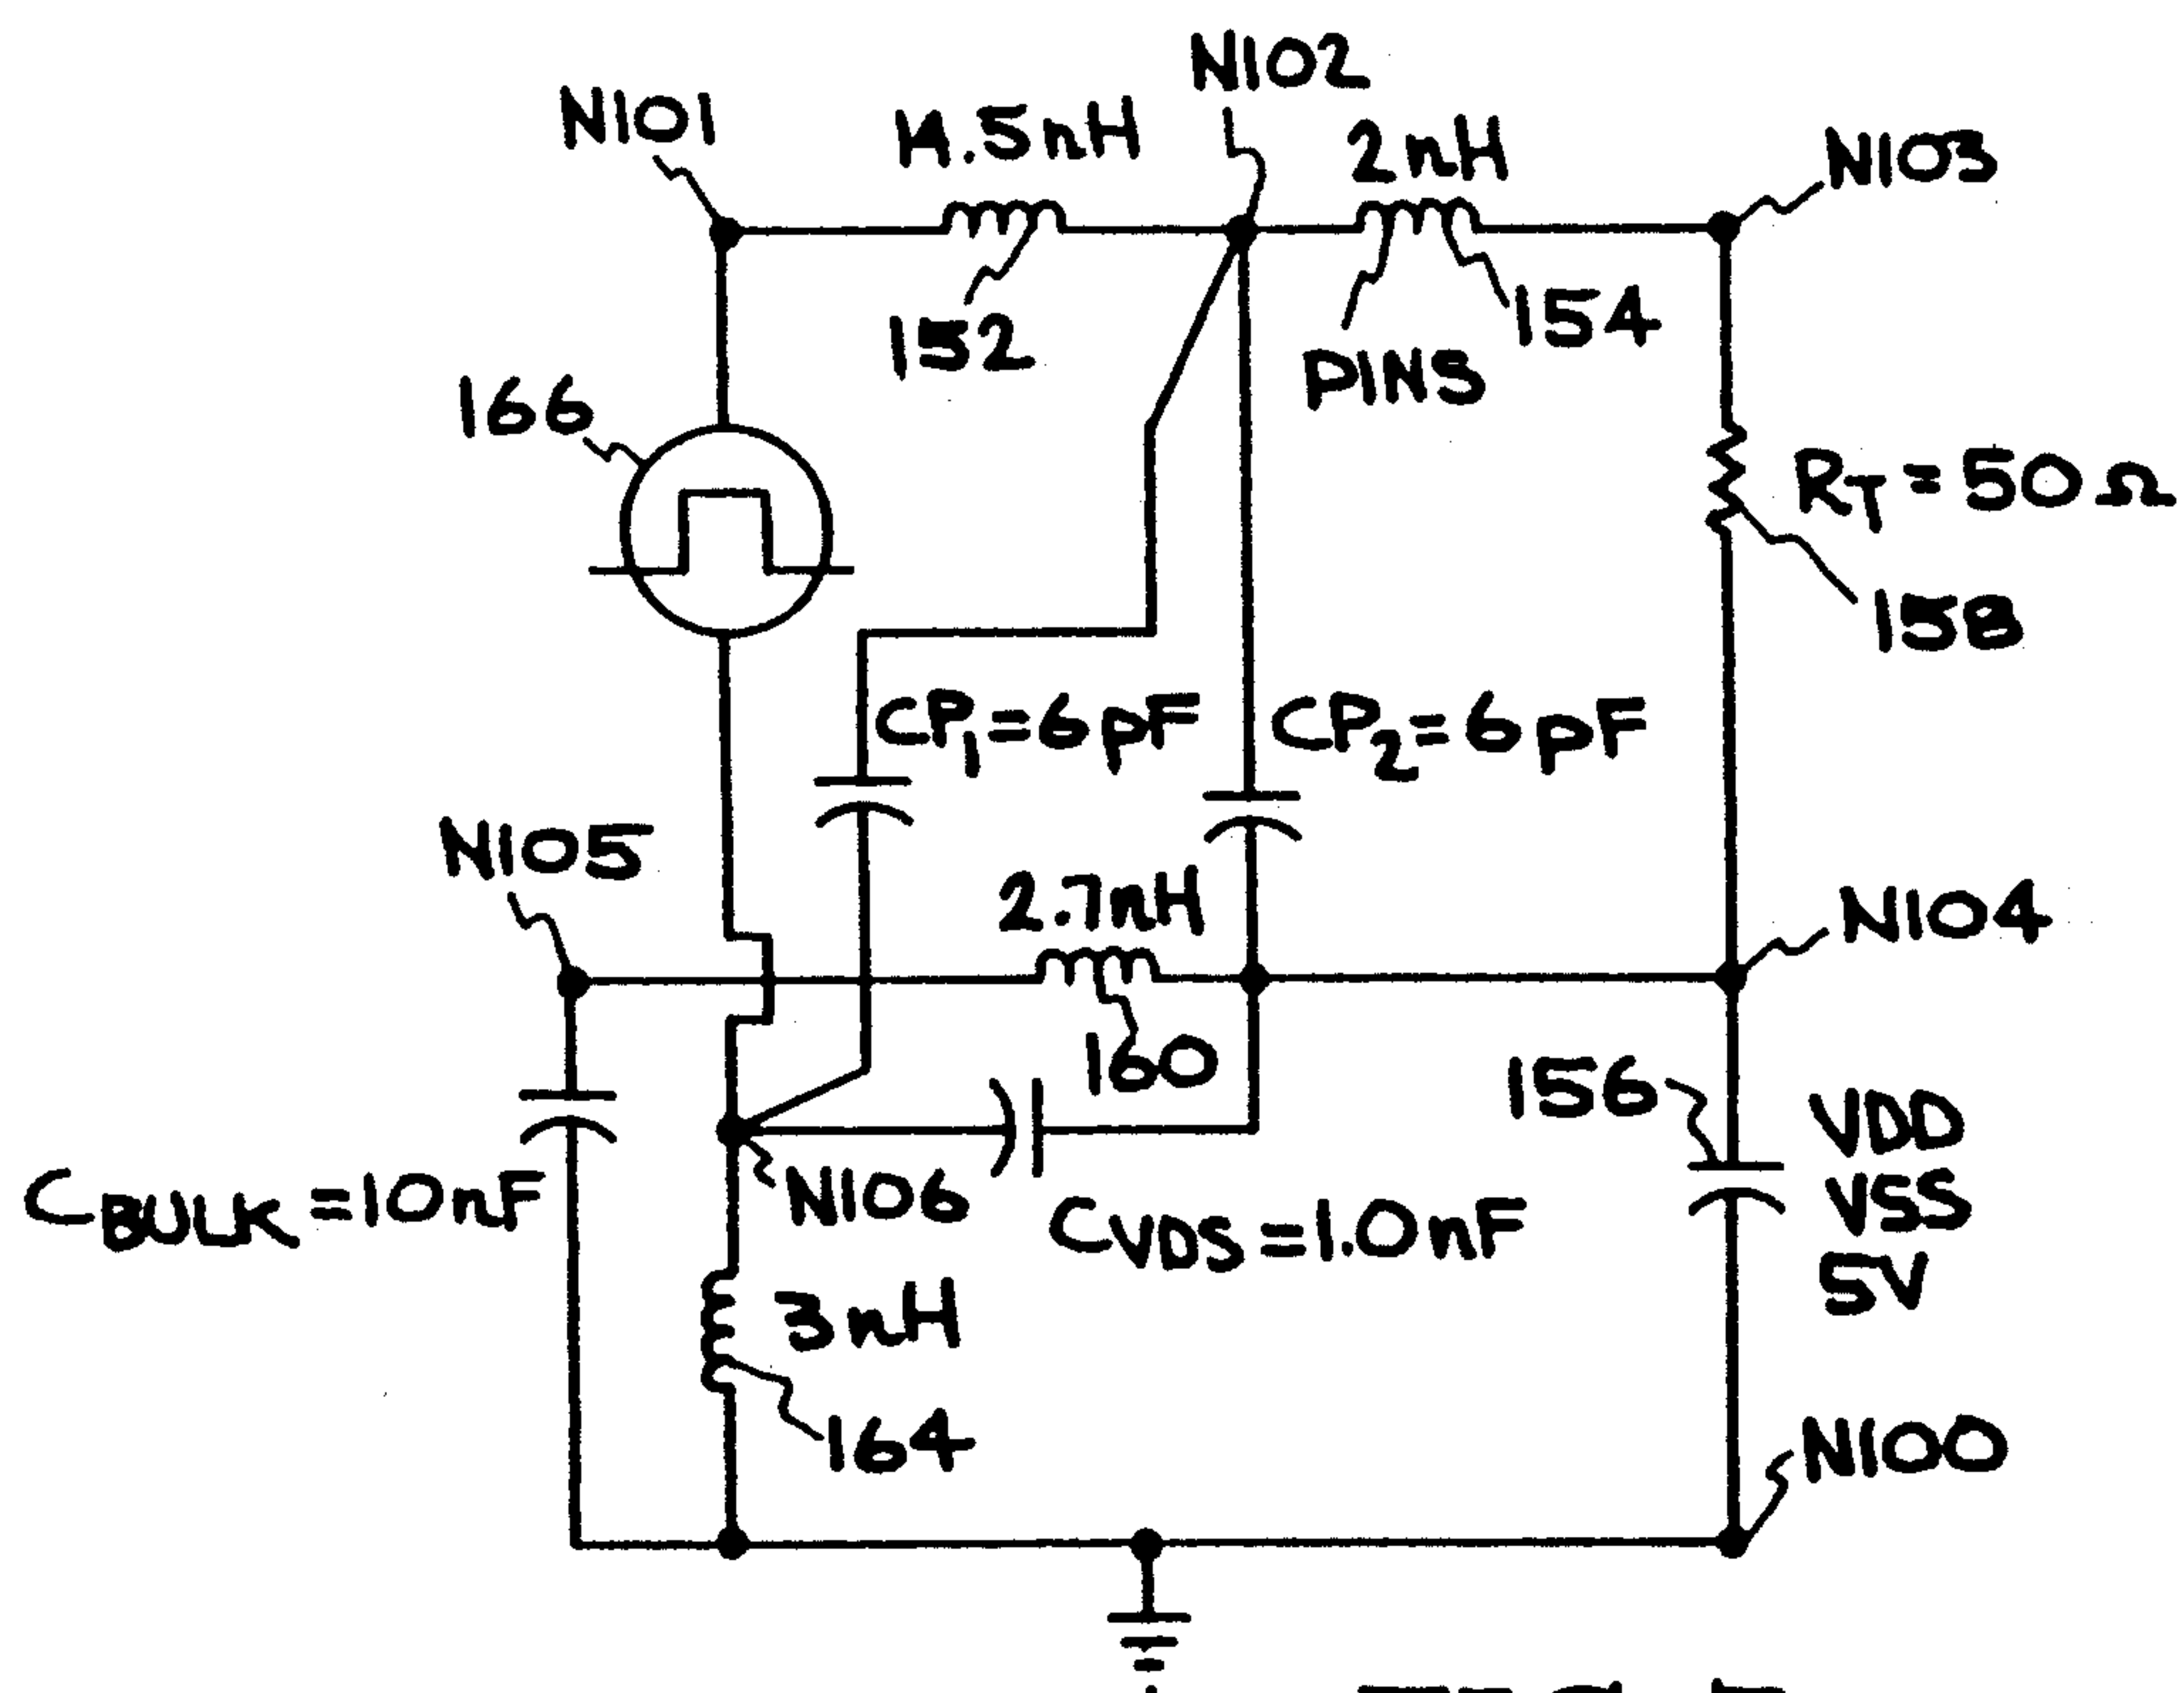 N102
N101
4.5nH
2nH
N103
152
154
PINS
166
RT=50Ω
158
CP1=6pF
CP2=6pF
N105
2.7nH
N104
160
156
VDD
VSS
5V
CBULK=10nF
N106
CVDS=1.0nF
3nH
164
N100